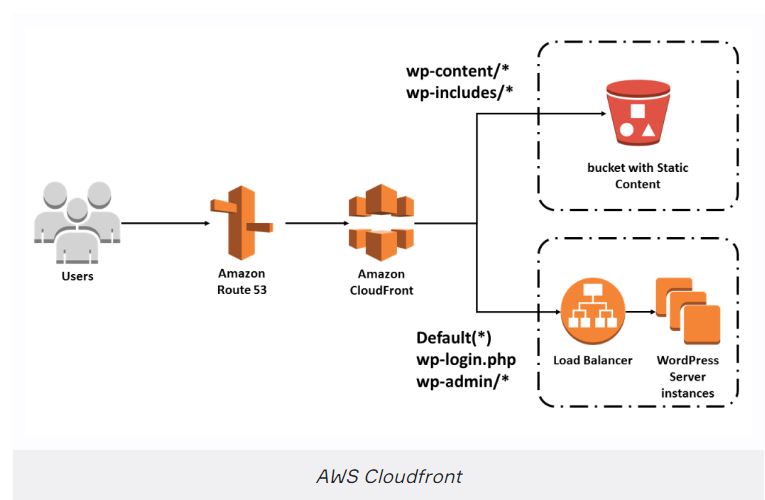 wp-content/*
wp-includes/*
bucket with Static
Content
Users
Amazon
Route 53
Amazon
CloudFront
Default(*)
wp-login.php
wp-admin/*
Load Balancer
WordPress
Server
instances
AWS Cloudfront